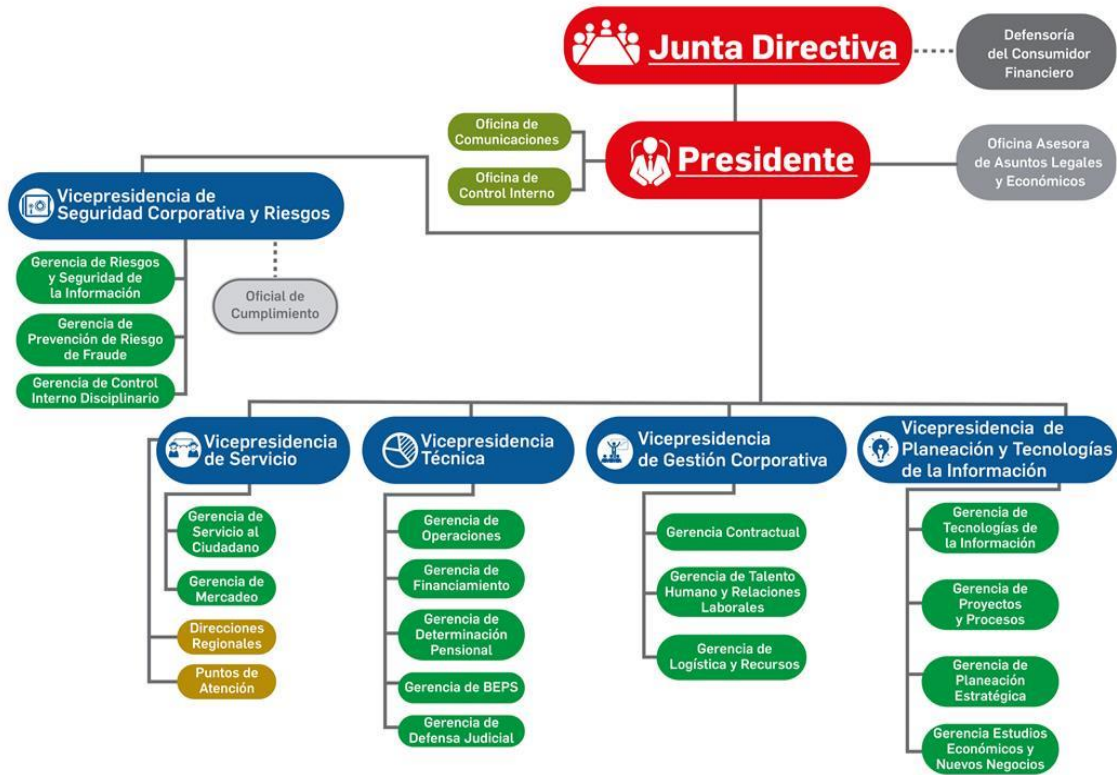 Junta Directiva
Defensoría
del Consumidor
Financiero
Oficina de
Comunicaciones
Oficina de
Control Interno
Presidente
Oficina Asesora
de Asuntos Legales
y Económicos
Vicepresidencia de
Seguridad Corporativa y Riesgos
Gerencia de Riesgos
y Seguridad de
la Información
Gerencia de
Prevención de Riesgo
de Fraude
Gerencia de Control
Interno Disciplinario
Oficial de
Cumplimiento
Vicepresidencia
de Servicio
Gerencia de
Servicio al
Ciudadano
Gerencia de
Mercadeo
Direcciones
Regionales
Puntos de
Atención
Vicepresidencia
Técnica
Gerencia de
Operaciones
Gerencia de
Financiamiento
Gerencia de
Determinación
Pensional
Gerencia de BEPS
Gerencia de
Defensa Judicial
Vicepresidencia
de Gestión Corporativa
Gerencia Contractual
Gerencia de Talento
Humano y Relaciones
Laborales
Gerencia de
Logística y Recursos
Vicepresidencia de
Planeación y Tecnologías
de la Información
Gerencia de
Tecnologías de
la Información
Gerencia de
Proyectos
y Procesos
Gerencia de
Planeación
Estratégica
Gerencia Estudios
Económicos y
Nuevos Negocios